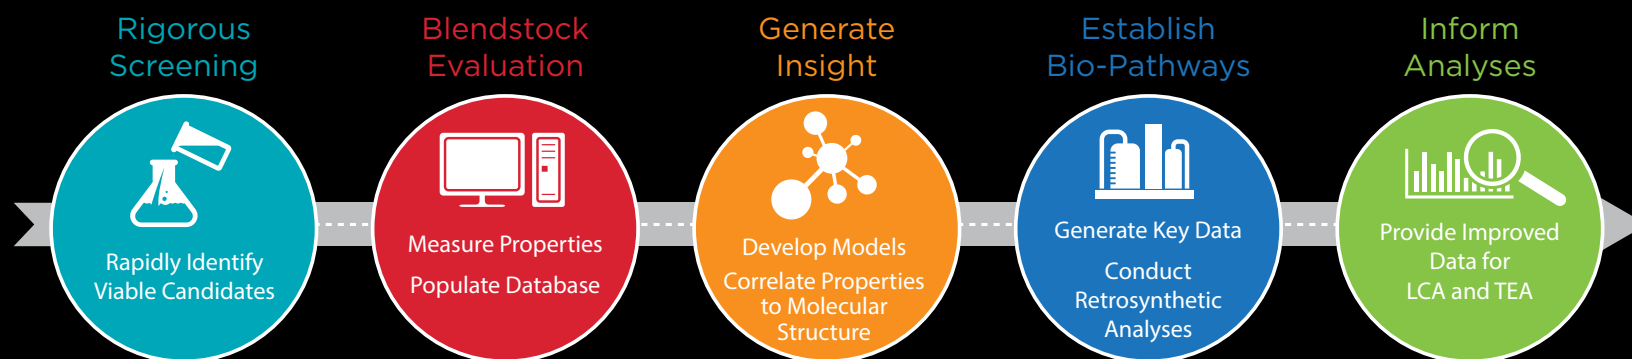 Rigorous
Screening
Rapidly Identify
Viable Candidates
Blendstock
Evaluation
Measure Properties
Populate Database
Generate
Insight
Develop Models
Correlate Properties
to Molecular
Structure
Establish
Bio-Pathways
Generate Key Data
Conduct
Retrosynthetic
Analyses
Inform
Analyses
Provide Improved
Data for
LCA and TEA